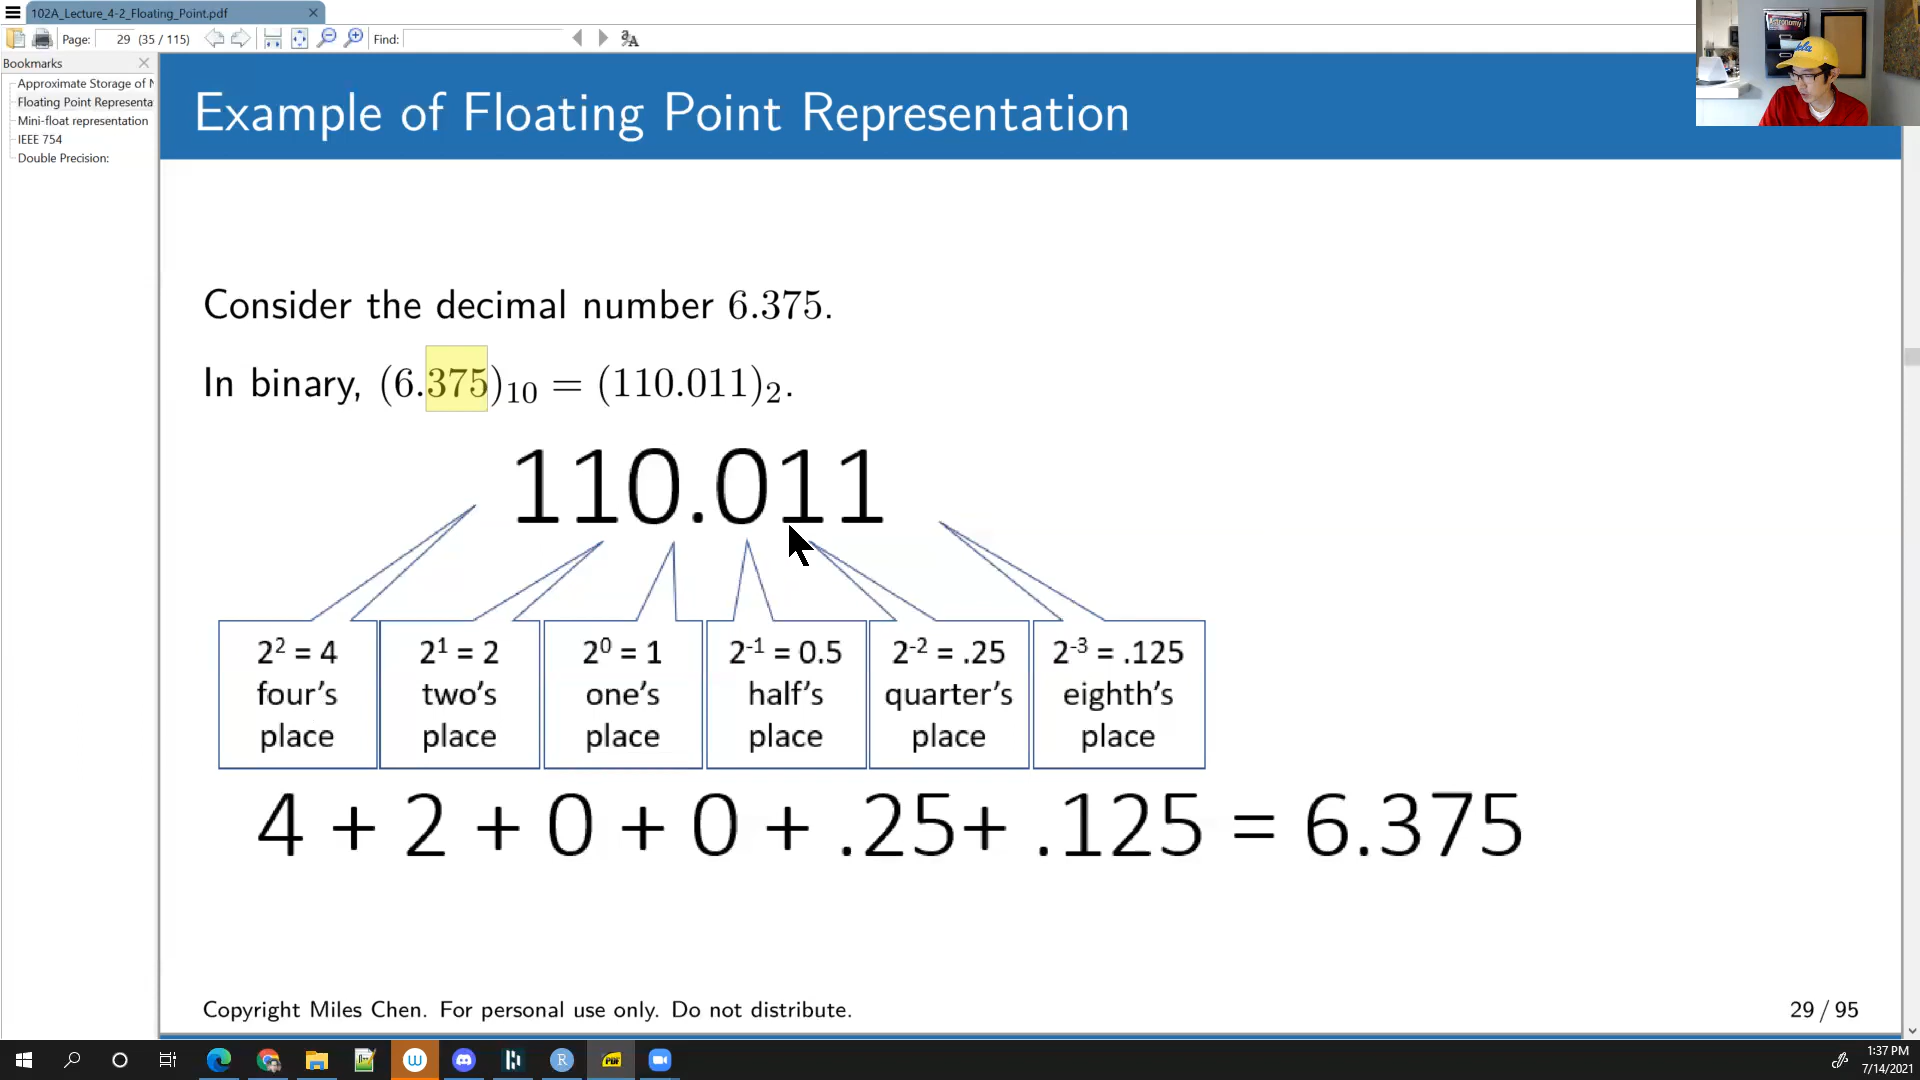 102A_Lecture_4-2_Floating_Point.pdf
Page: 29 (35 / 115) Find:
Bookmarks
Approximate Storage of N
Floating Point Representa
Mini-float representation
IEEE 754
Double Precision:
Example of Floating Point Representation
Consider the decimal number 6.375.
In binary, (6.375)₁₀ = (110.011)₂.
110.011
2² = 4 2¹ = 2 2⁰ = 1 2⁻¹ = 0.5 2⁻² = .25 2⁻³ = .125
four's two's one's half's quarter's eighth's
place place place place place place
4 + 2 + 0 + 0 + .25+ .125 = 6.375
Copyright Miles Chen. For personal use only. Do not distribute. 29 / 95
1:37 PM
7/14/2021